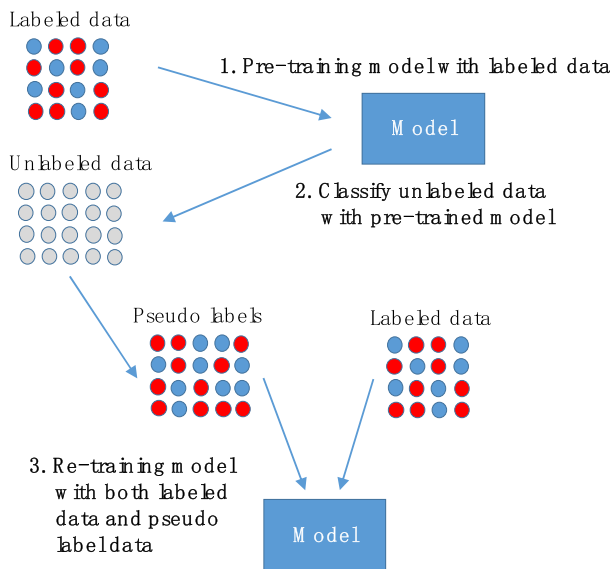 Labeled data
1. Pre-training model with labeled data
Model
Unlabeled data
2. Classify unlabeled data
with pre-trained model
Pseudo labels
Labeled data
3. Re-training model
with both labeled
data and pseudo
label data
Model